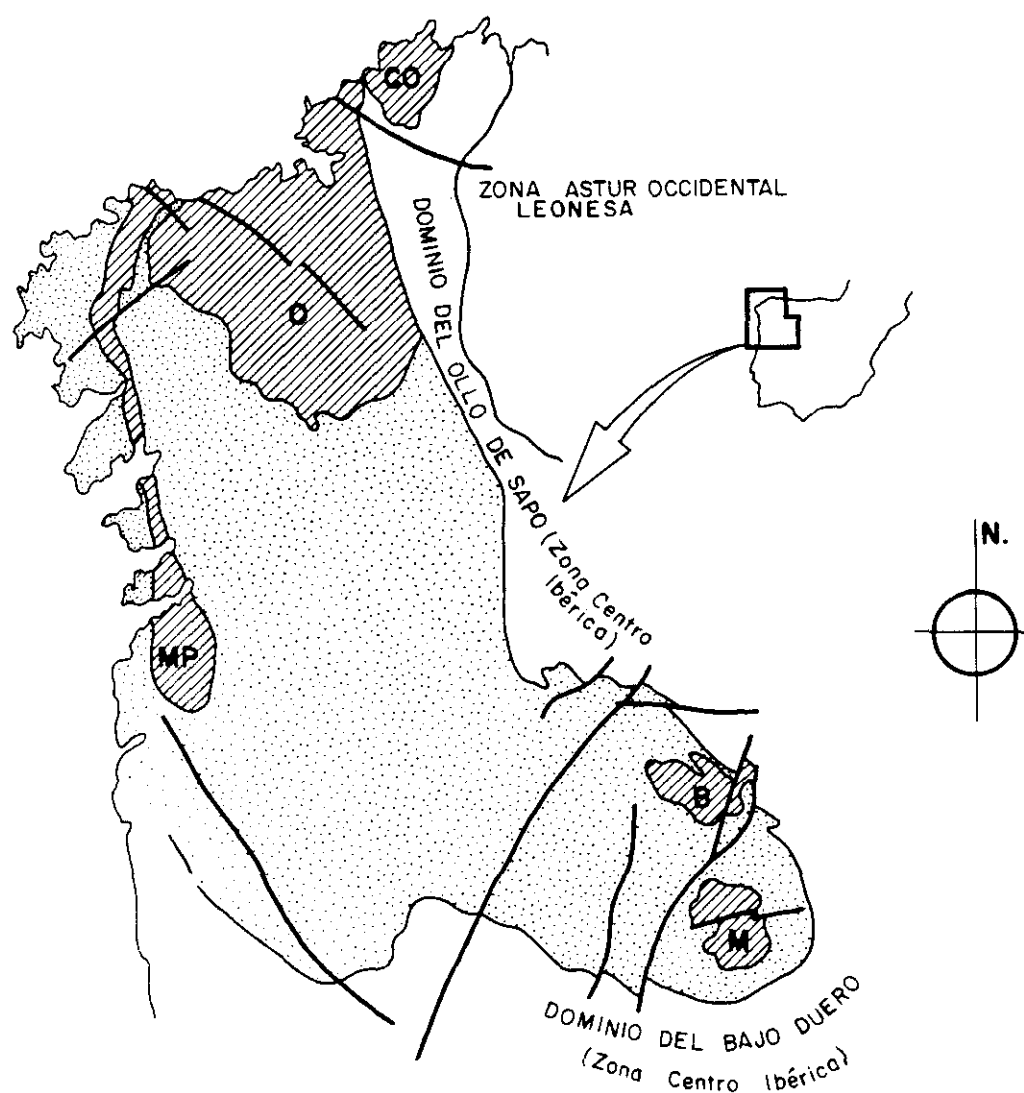 CO
ZONA ASTUR OCCIDENTAL
LEONESA
DOMINIO DEL OLLO DE SAPO (Zona Centro
Ibérica)
O
N.
MP
B
M
DOMINIO DEL BAJO DUERO
(Zona Centro Ibérica)